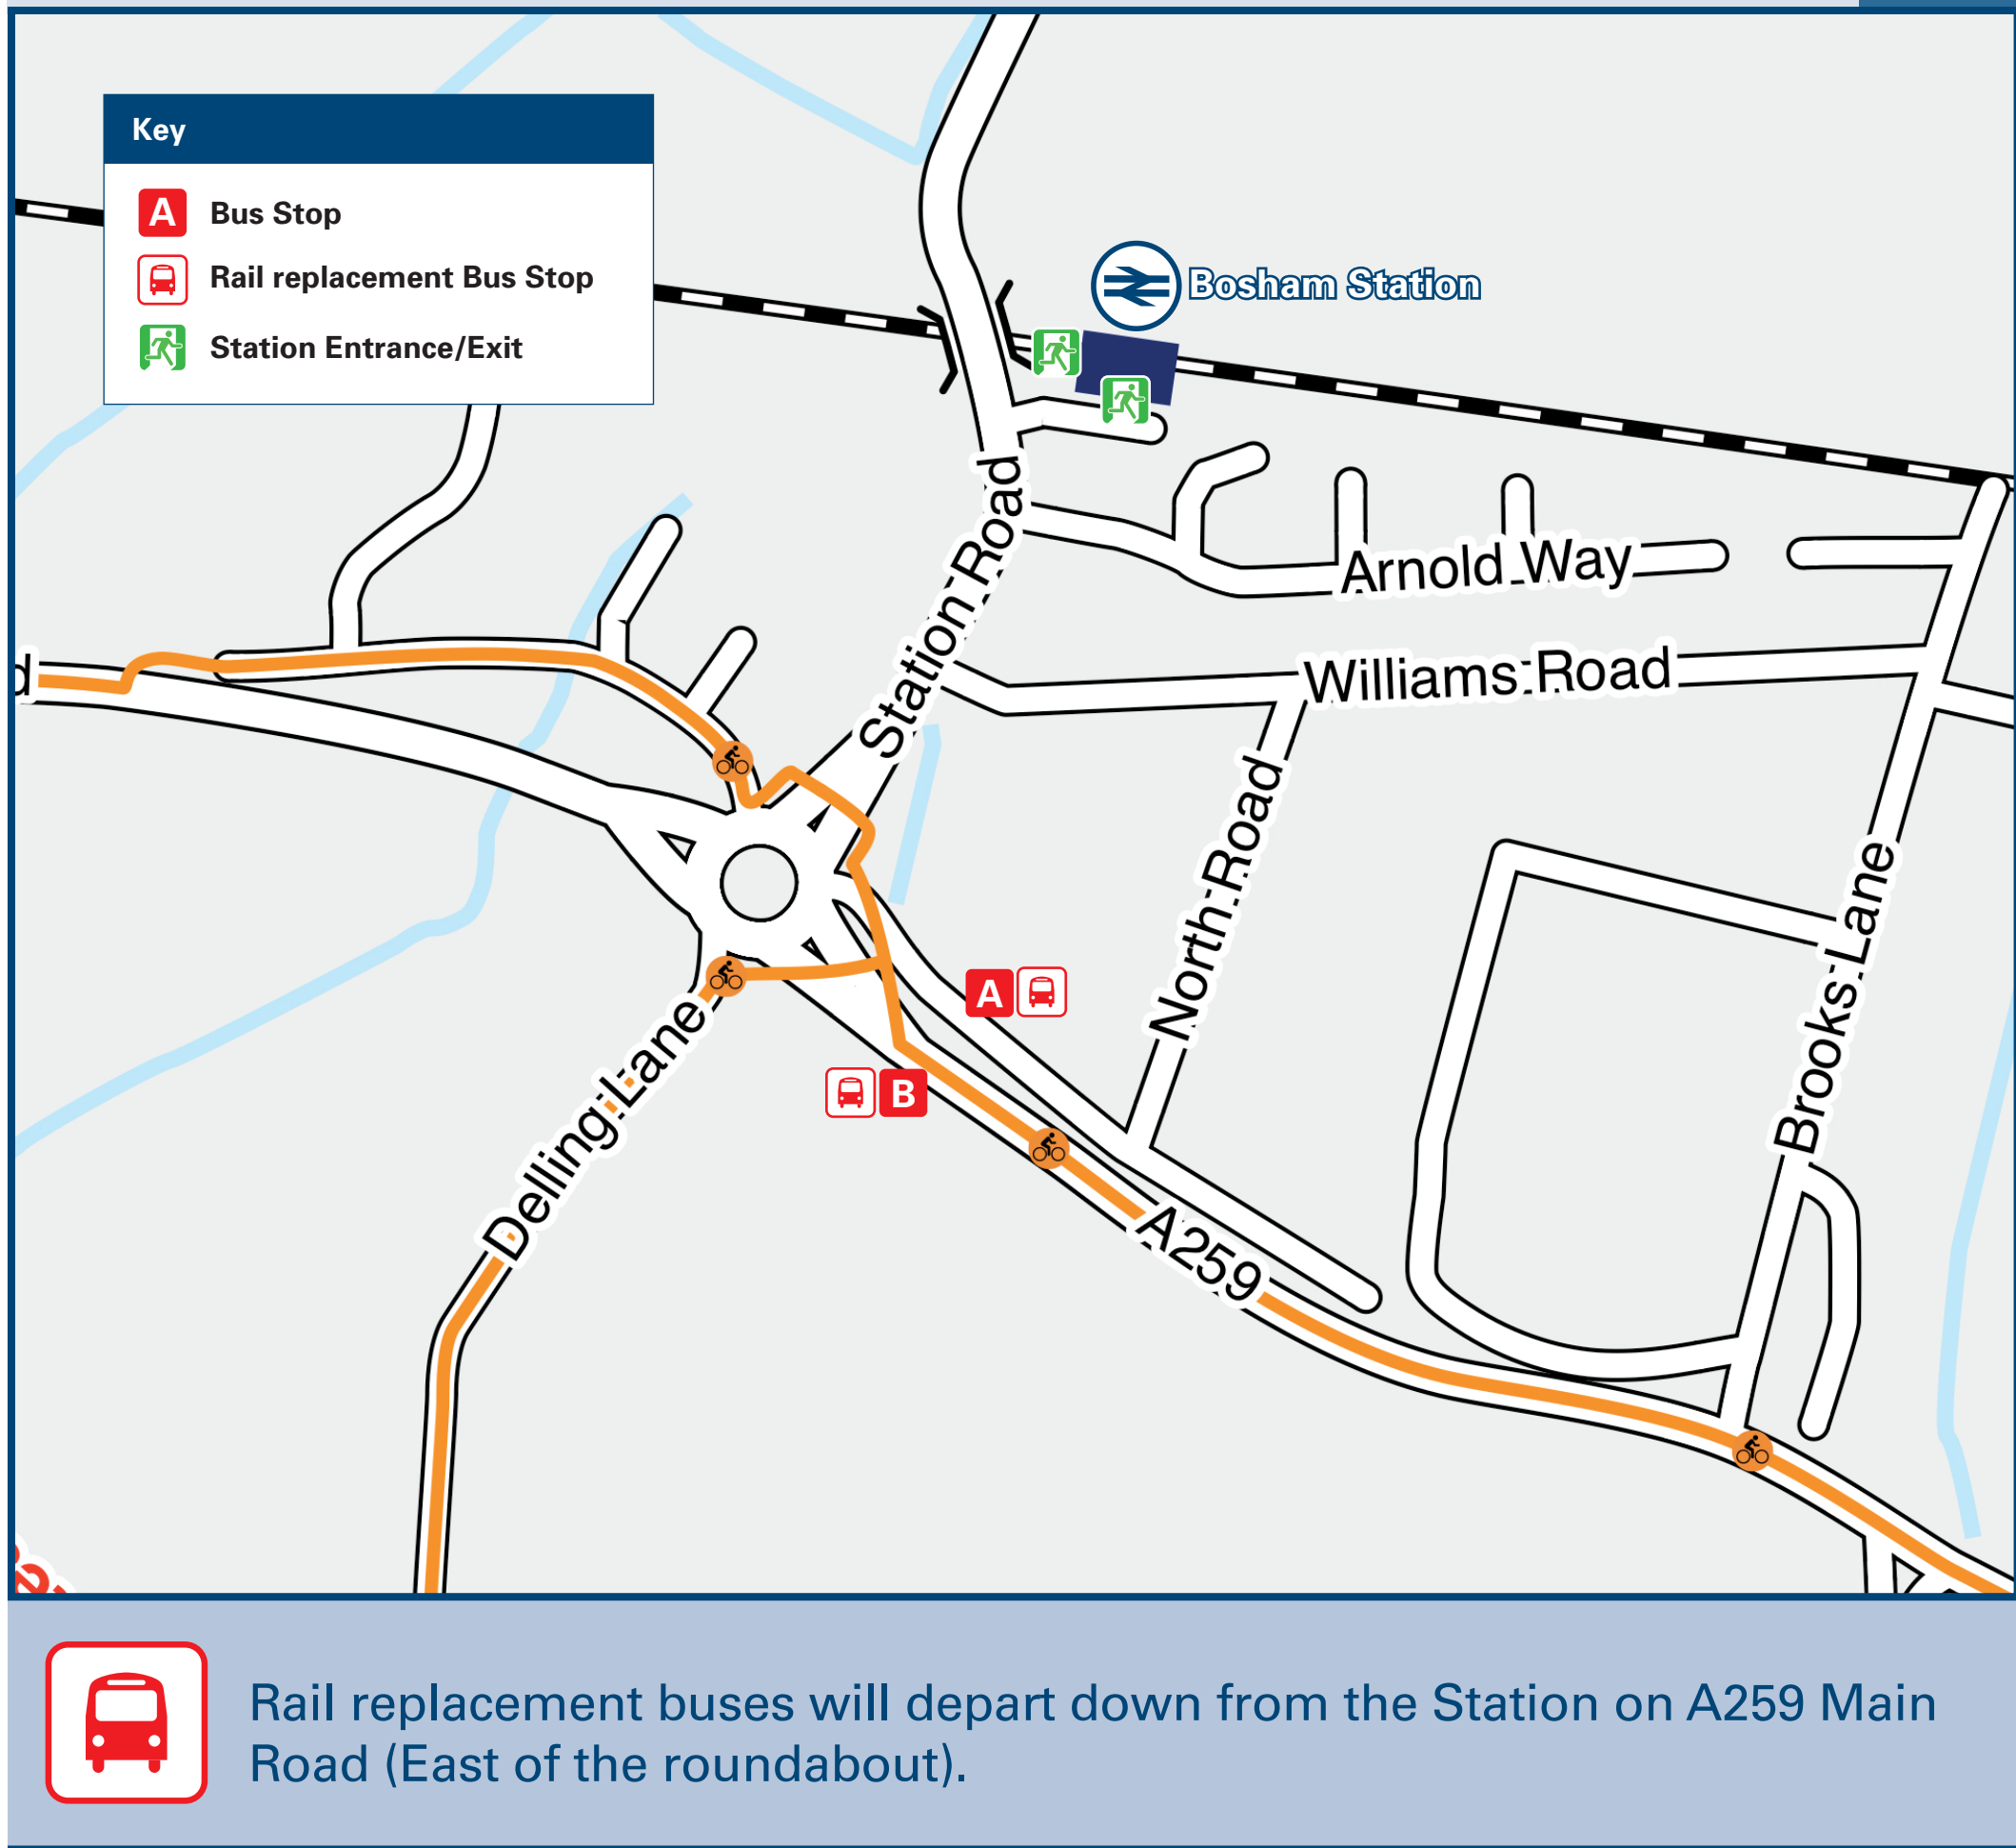 Key
A Bus Stop
Rail replacement Bus Stop
Station Entrance/Exit
Bosham Station
Station Road
Arnold Way
Williams Road
North Road
Brooks Lane
A
B
Delling Lane
A259
Rail replacement buses will depart down from the Station on A259 Main
Road (East of the roundabout).